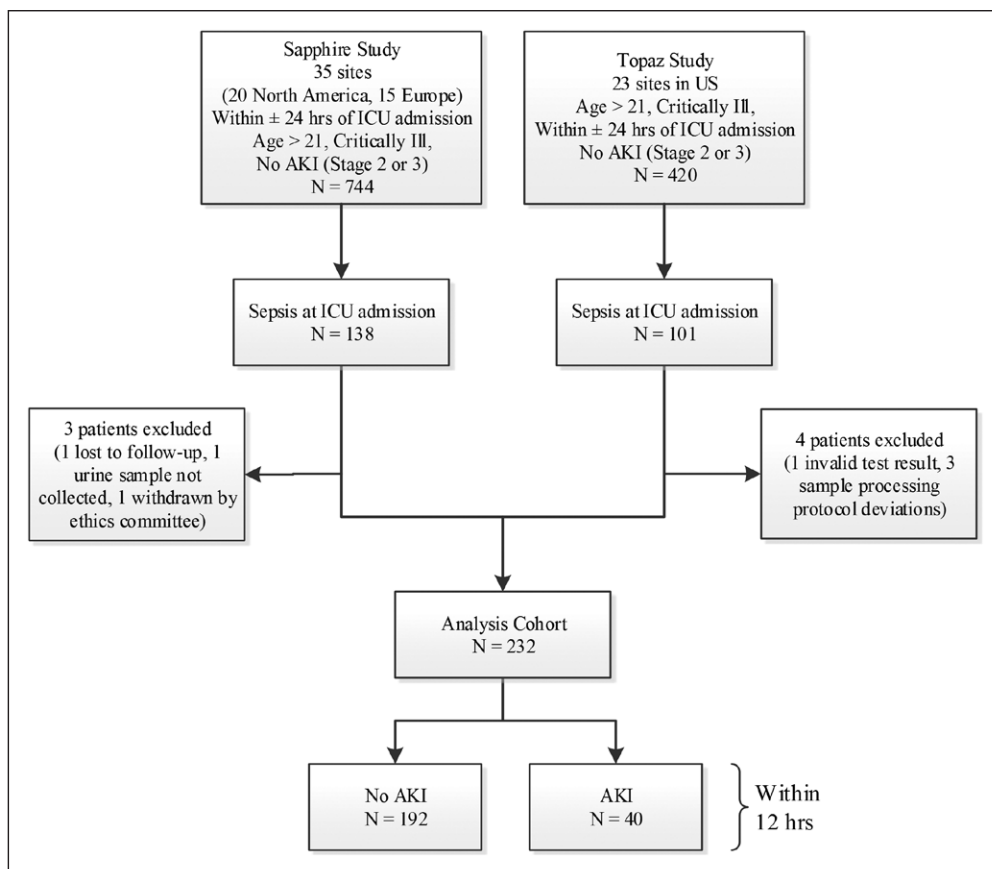 Sapphire Study
35 sites
(20 North America, 15 Europe)
Within ± 24 hrs of ICU admission
Age > 21, Critically Ill,
No AKI (Stage 2 or 3)
N = 744
Topaz Study
23 sites in US
Age > 21, Critically Ill,
Within ± 24 hrs of ICU admission
No AKI (Stage 2 or 3)
N = 420
Sepsis at ICU admission
N = 138
Sepsis at ICU admission
N = 101
3 patients excluded
(1 lost to follow-up, 1
urine sample not
collected, 1 withdrawn by
ethics committee)
4 patients excluded
(1 invalid test result, 3
sample processing
protocol deviations)
Analysis Cohort
N = 232
No AKI
N = 192
AKI
N = 40
Within
12 hrs